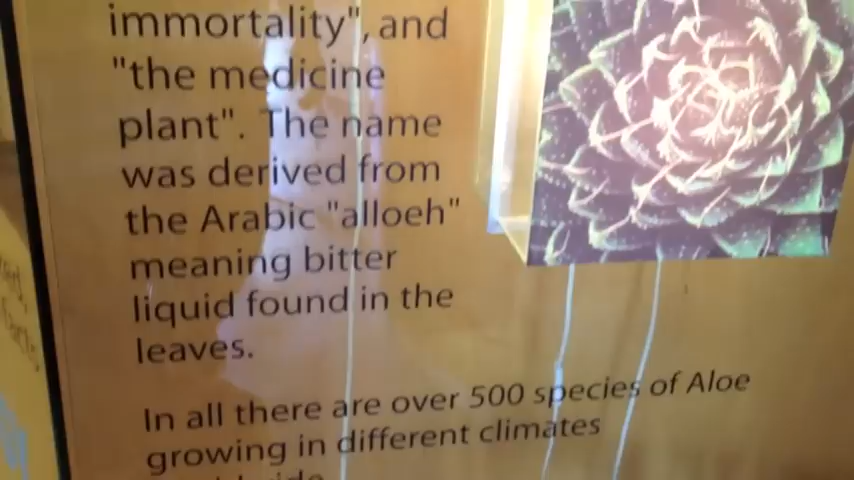 immortality", and
"the medicine
plant". The name
was derived from
the Arabic "alloeh"
meaning bitter
liquid found in the
leaves.
In all there are over 500 species of Aloe
growing in different climates